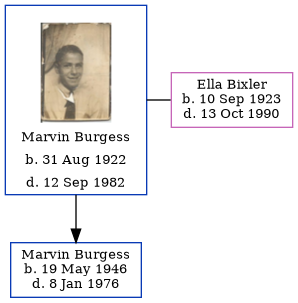 Marvin Burgess
b. 31 Aug 1922
d. 12 Sep 1982
Ella Bixler
b. 10 Sep 1923
d. 13 Oct 1990
Marvin Burgess
b. 19 May 1946
d. 8 Jan 1976